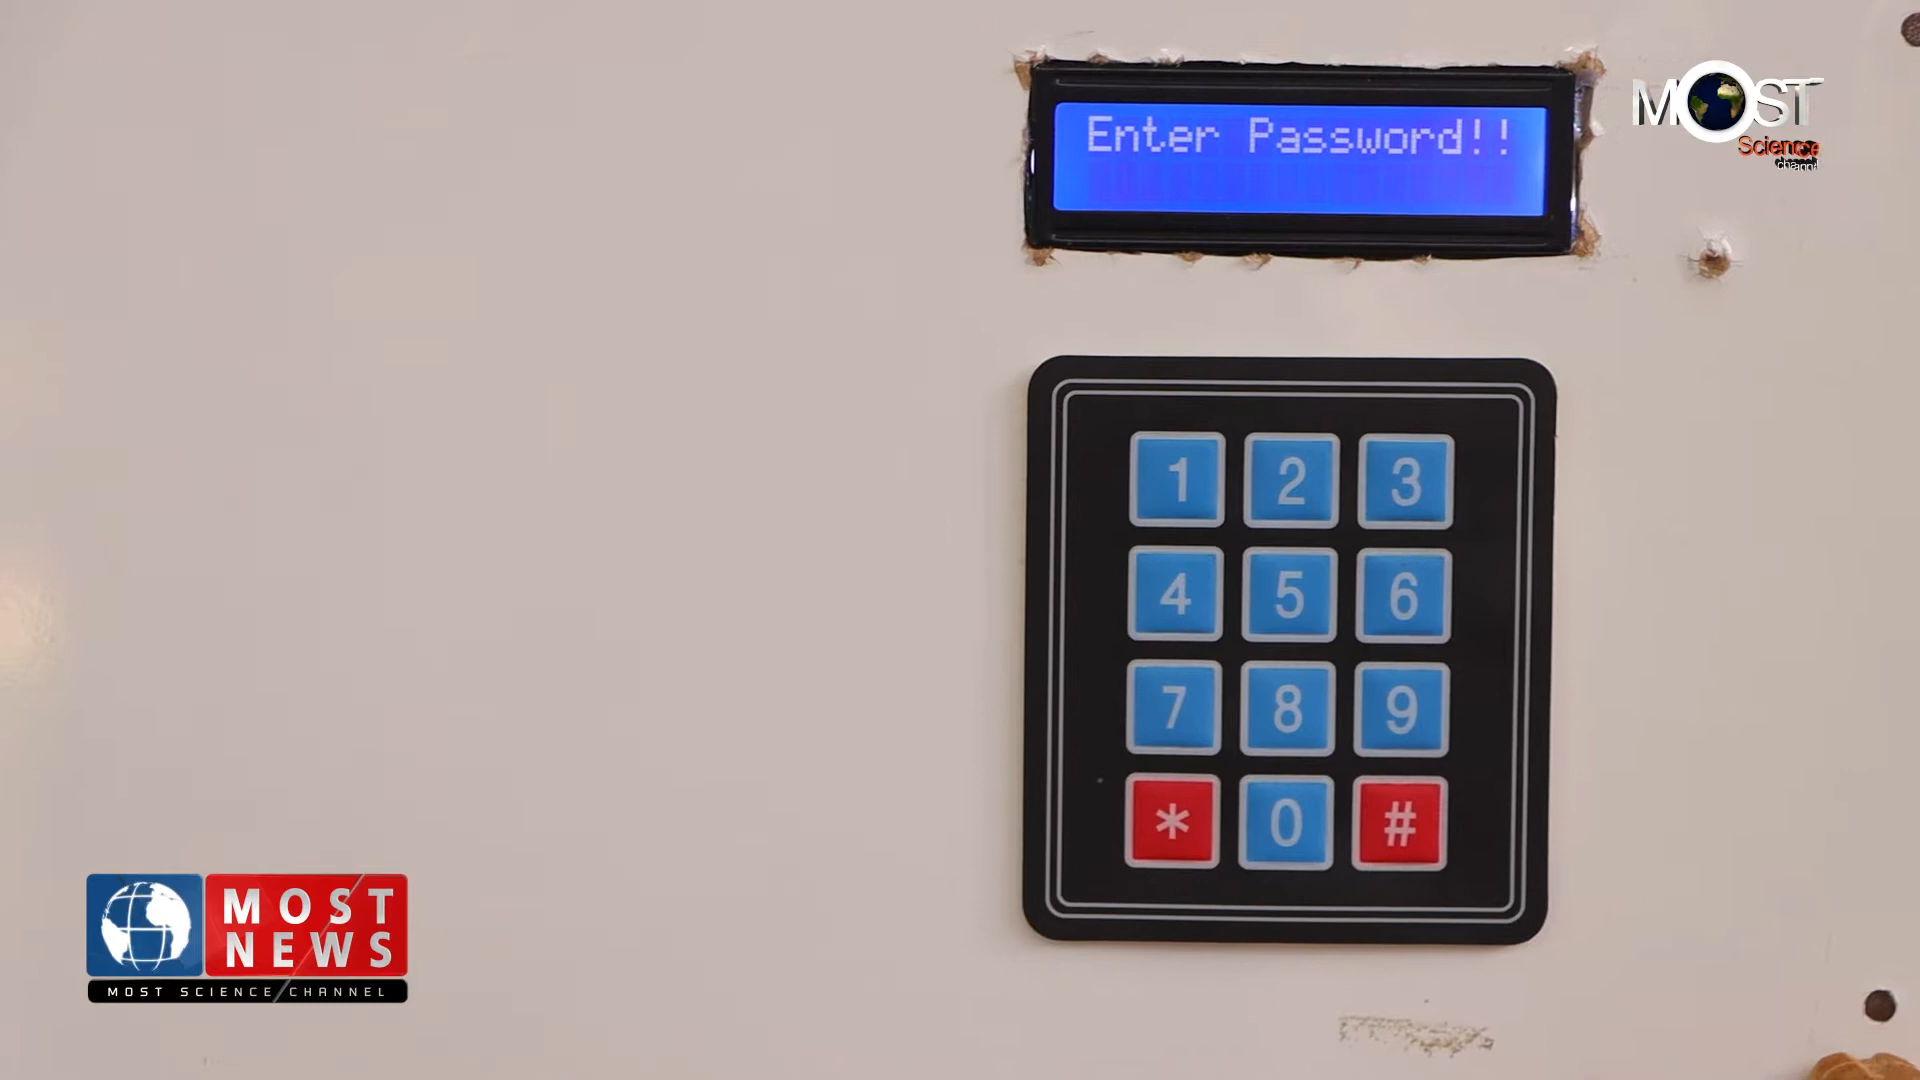 Enter Password!!
MOST
Science
channel
1 2 3
4 5 6
7 8 9
* 0 #
MOST
NEWS
MOST SCIENCE CHANNEL